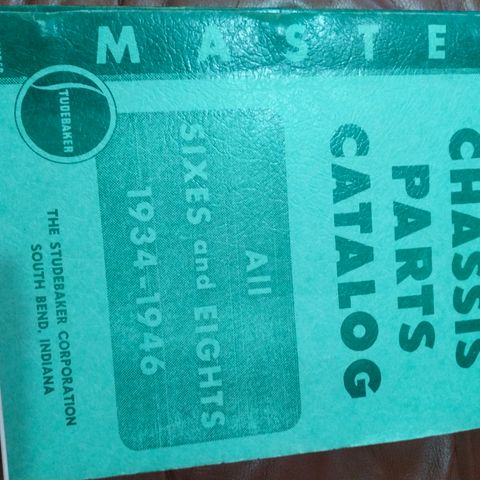 MASTE
CHASSIS
PARTS
CATALOG
All
SIXES and EIGHTS
1934-1946
STUDEBAKER
THE STUDEBAKER CORPORATION
SOUTH BEND, INDIANA